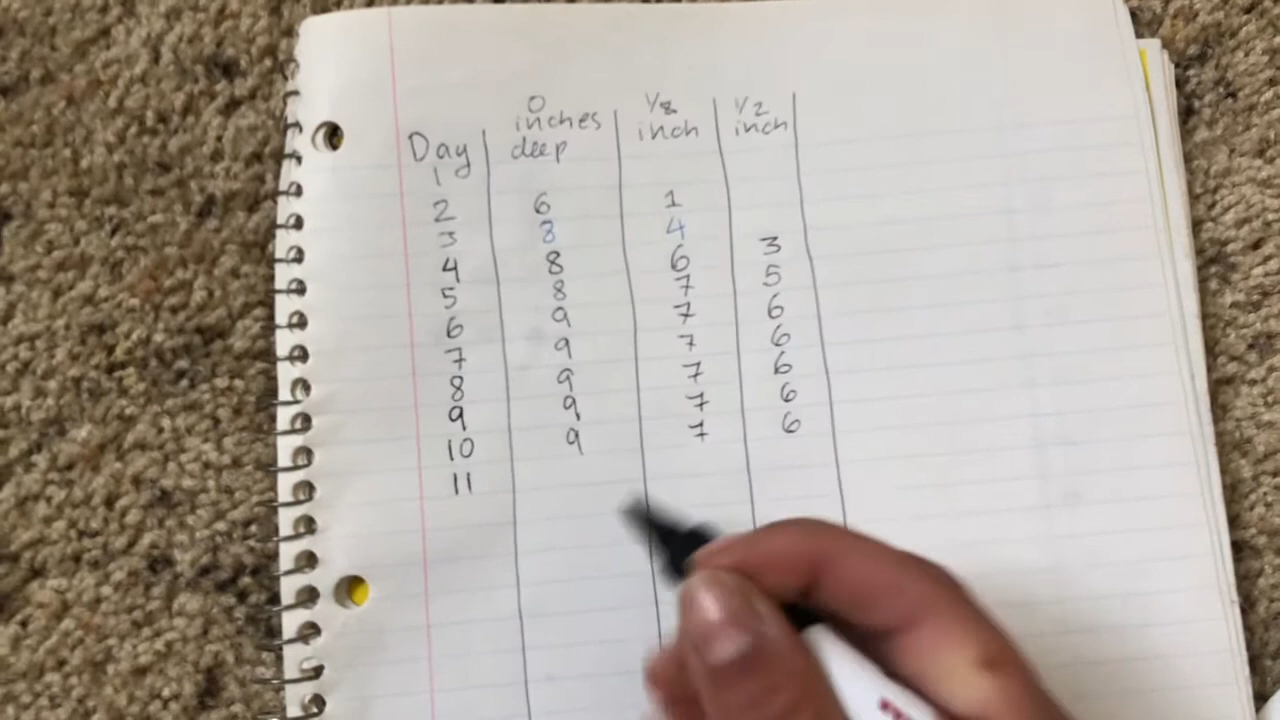 0 1/8 1/2
inches inch inch
Day deep
1
2 6 1
3 8 4
4 8 6 3
5 8 7 5
6 9 7 6
7 9 7 6
8 9 7 6
9 9 7 6
10 9 7 6
11